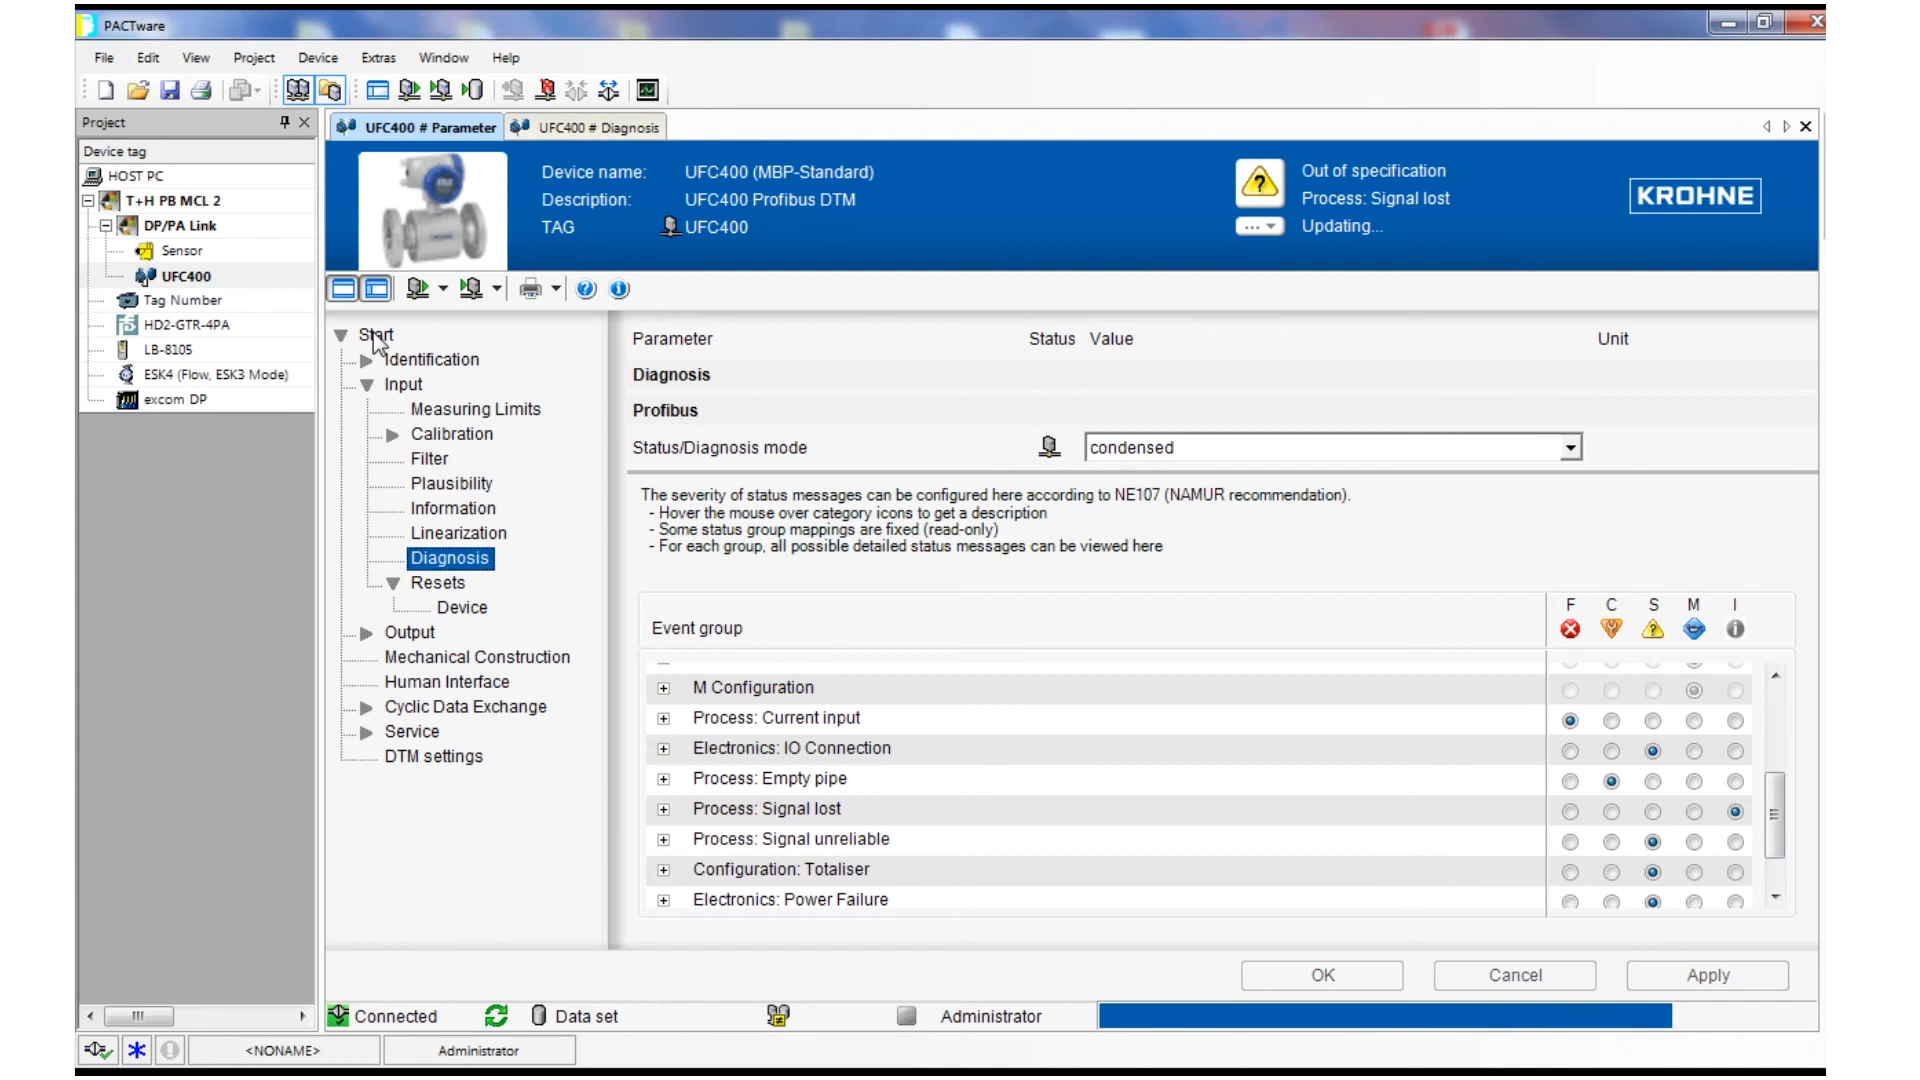 PACTware
File Edit View Project Device Extras Window Help
Project
Device tag
HOST PC
T+H PB MCL 2
DP/PA Link
Sensor
UFC400
Tag Number
HD2-GTR-4PA
LB-8105
ESK4 (Flow, ESK3 Mode)
excom DP
UFC400 # Parameter
UFC400 # Diagnosis
Device name: UFC400 (MBP-Standard)
Description: UFC400 Profibus DTM
TAG UFC400
Out of specification
Process: Signal lost
Updating...
KROHNE
Start
Identification
Input
Measuring Limits
Calibration
Filter
Plausibility
Information
Linearization
Diagnosis
Resets
Device
Output
Mechanical Construction
Human Interface
Cyclic Data Exchange
Service
DTM settings
Parameter Status Value Unit
Diagnosis
Profibus
Status/Diagnosis mode condensed
The severity of status messages can be configured here according to NE107 (NAMUR recommendation).
- Hover the mouse over category icons to get a description
- Some status group mappings are fixed (read-only)
- For each group, all possible detailed status messages can be viewed here
F C S M I
Event group
M Configuration
Process: Current input
Electronics: IO Connection
Process: Empty pipe
Process: Signal lost
Process: Signal unreliable
Configuration: Totaliser
Electronics: Power Failure
OK Cancel Apply
Connected Data set Administrator
<NONAME> Administrator